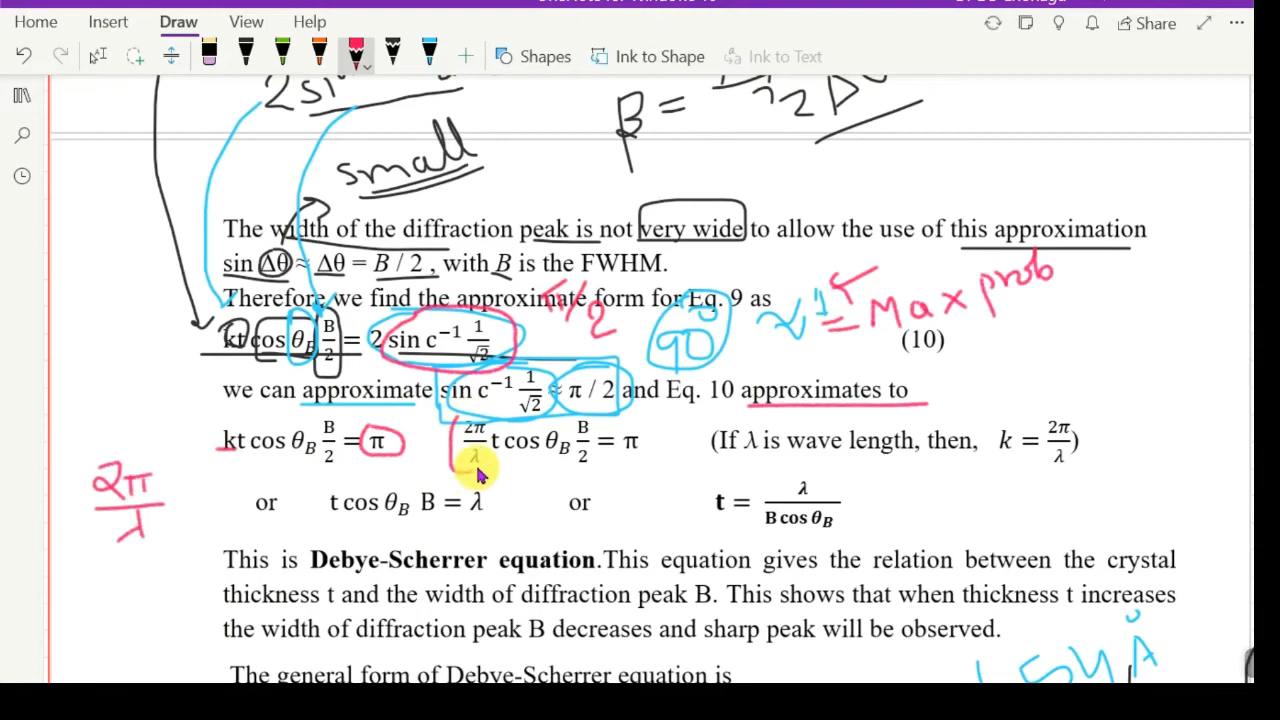 Home Insert Draw View Help
Share
Shapes Ink to Shape Ink to Text
β =
small
The width of the diffraction peak is not very wide to allow the use of this approximation
sin Δθ ≈ Δθ = B / 2 , with B is the FWHM.
Therefore we find the approximate form for Eq. 9 as
π/2
90°
≈ 1 = Max prob
kt cos θ_B B/2 = 2 sin c⁻¹ 1/√2 (10)
we can approximate sin c⁻¹ 1/√2 ≈ π / 2 and Eq. 10 approximates to
kt cos θ_B B/2 = π 2π/λ t cos θ_B B/2 = π (If λ is wave length, then, k = 2π/λ)
2π/λ
or t cos θ_B B = λ or t = λ/(B cos θ_B)
This is Debye-Scherrer equation.This equation gives the relation between the crystal
thickness t and the width of diffraction peak B. This shows that when thickness t increases
the width of diffraction peak B decreases and sharp peak will be observed.
The general form of Debye-Scherrer equation is